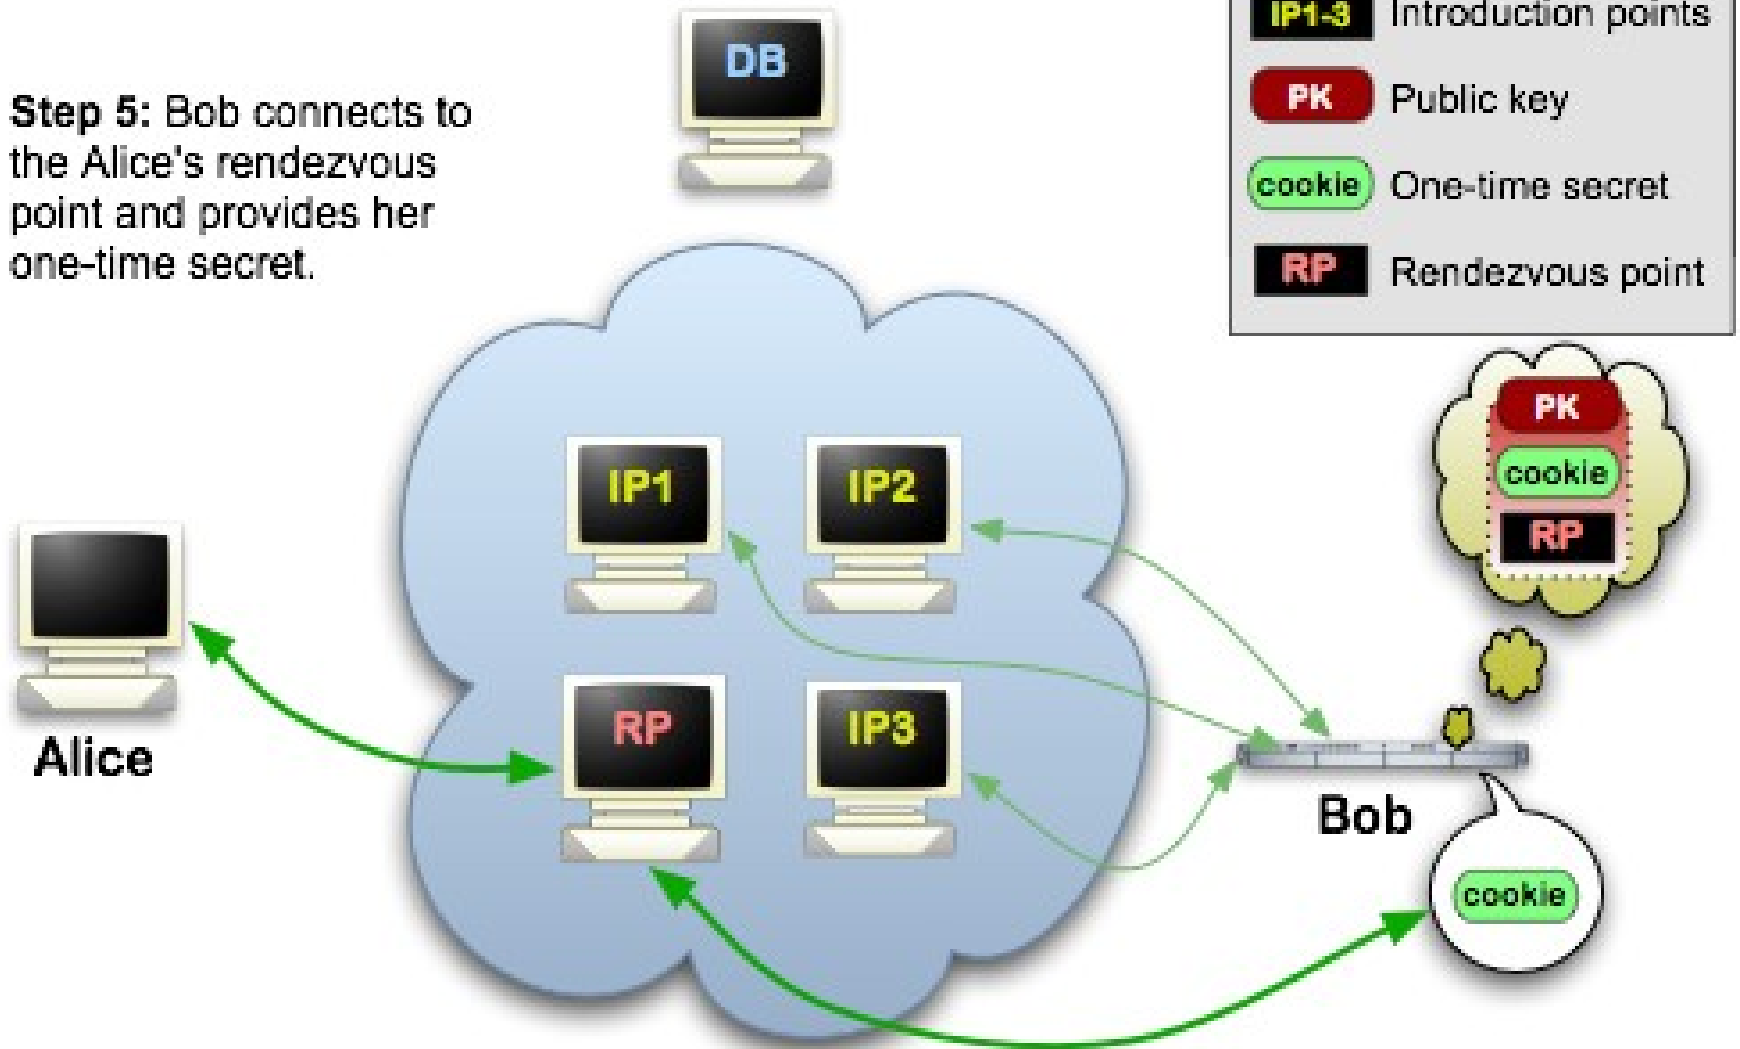 DB
IP1-3 Introduction points
PK Public key
cookie One-time secret
RP Rendezvous point
Step 5: Bob connects to
the Alice's rendezvous
point and provides her
one-time secret.
PK
cookie
RP
IP1
IP2
RP
IP3
Alice
Bob
cookie